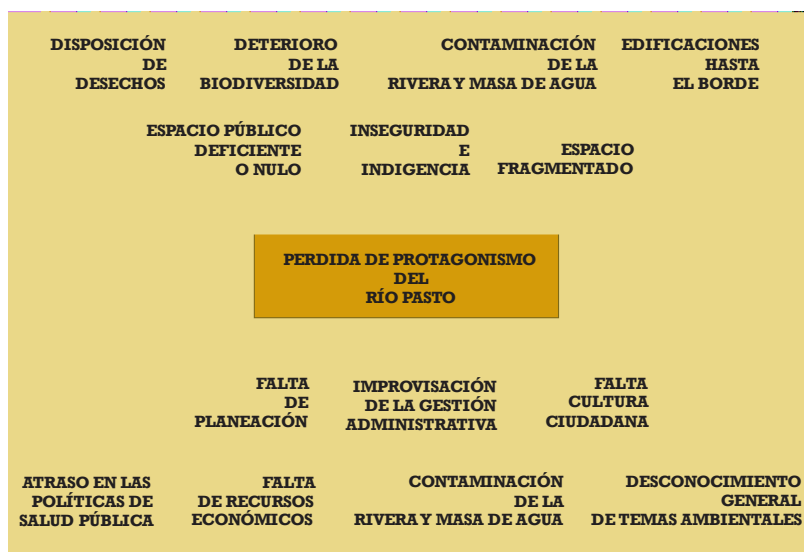 DISPOSICIÓN
DE
DESECHOS
DETERIORO
DE LA
BIODIVERSIDAD
CONTAMINACIÓN
DE LA
RIVERA Y MASA DE AGUA
EDIFICACIONES
HASTA
EL BORDE
ESPACIO PÚBLICO
DEFICIENTE
O NULO
INSEGURIDAD
E
INDIGENCIA
ESPACIO
FRAGMENTADO
PERDIDA DE PROTAGONISMO
DEL
RÍO PASTO
FALTA
DE
PLANEACIÓN
IMPROVISACIÓN
DE LA GESTIÓN
ADMINISTRATIVA
FALTA
CULTURA
CIUDADANA
ATRASO EN LAS
POLÍTICAS DE
SALUD PÚBLICA
FALTA
DE RECURSOS
ECONÓMICOS
CONTAMINACIÓN
DE LA
RIVERA Y MASA DE AGUA
DESCONOCIMIENTO
GENERAL
DE TEMAS AMBIENTALES